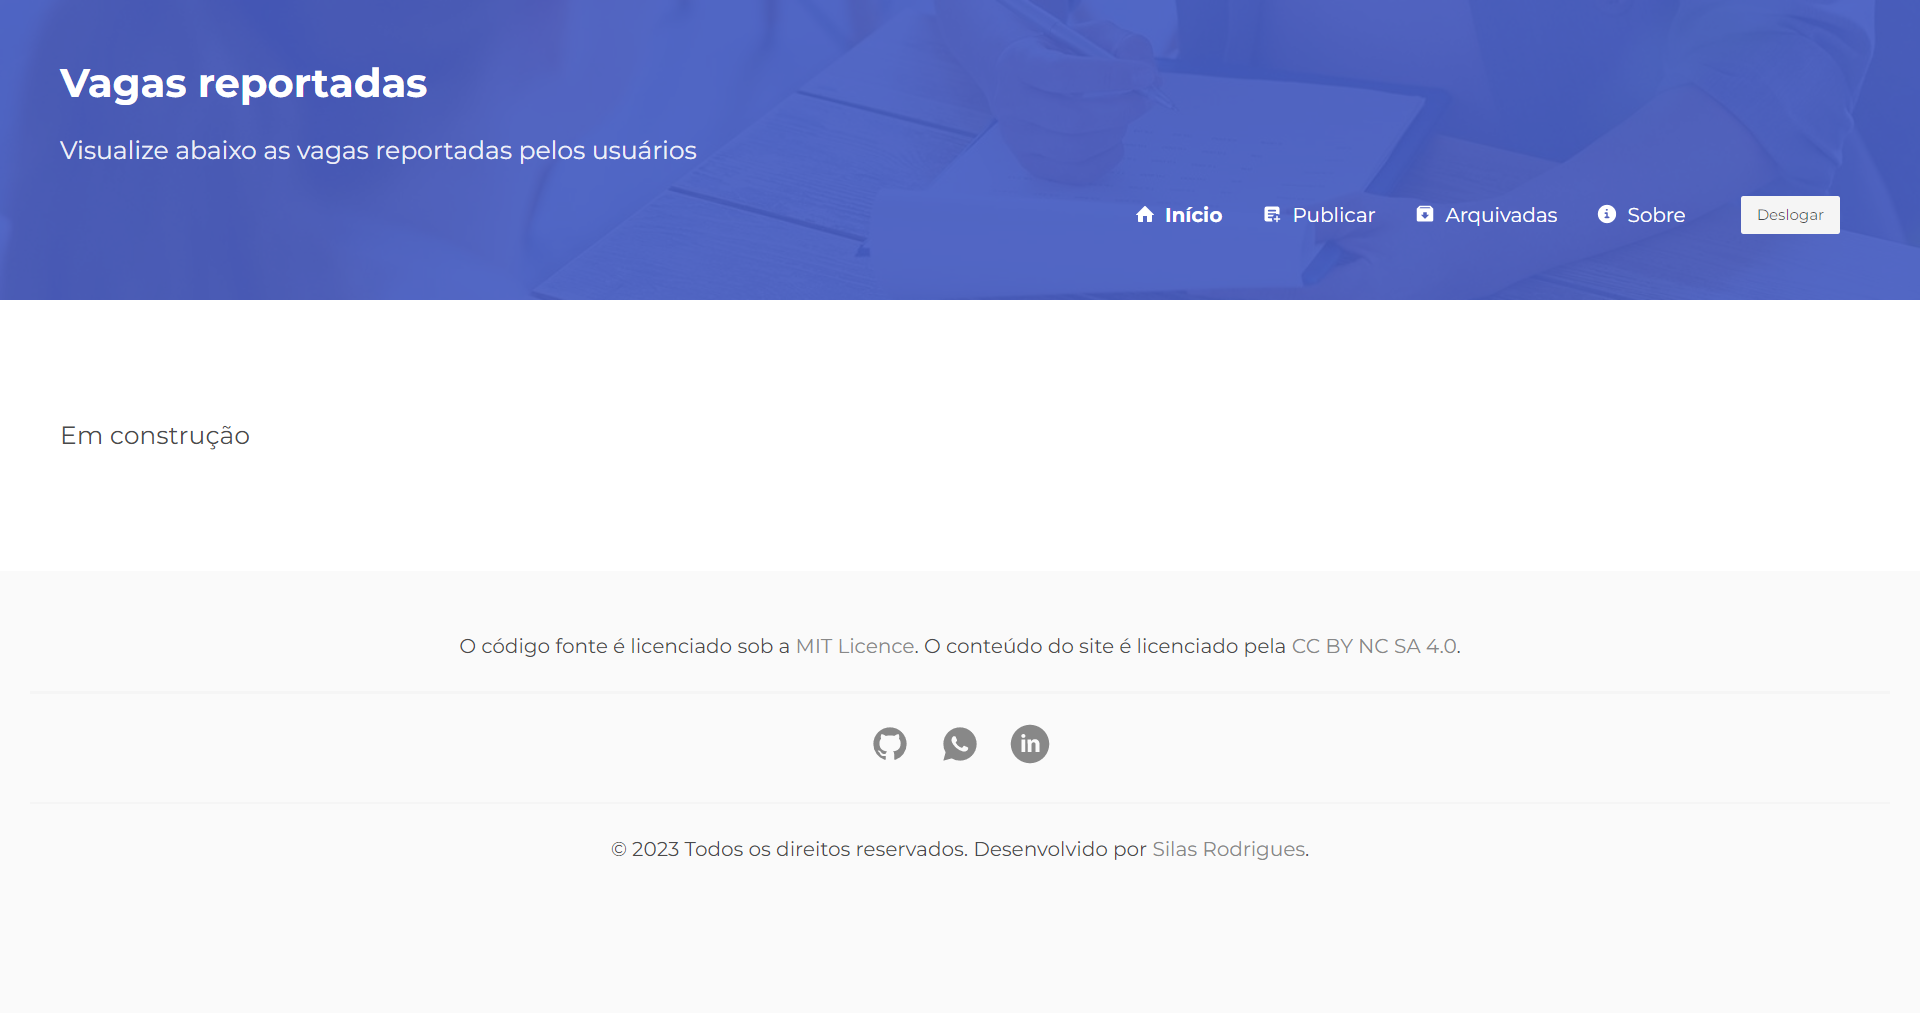 Vagas reportadas
Visualize abaixo as vagas reportadas pelos usuários
Início Publicar Arquivadas Sobre Deslogar
Em construção
O código fonte é licenciado sob a MIT Licence. O conteúdo do site é licenciado pela CC BY NC SA 4.0.
in
© 2023 Todos os direitos reservados. Desenvolvido por Silas Rodrigues.